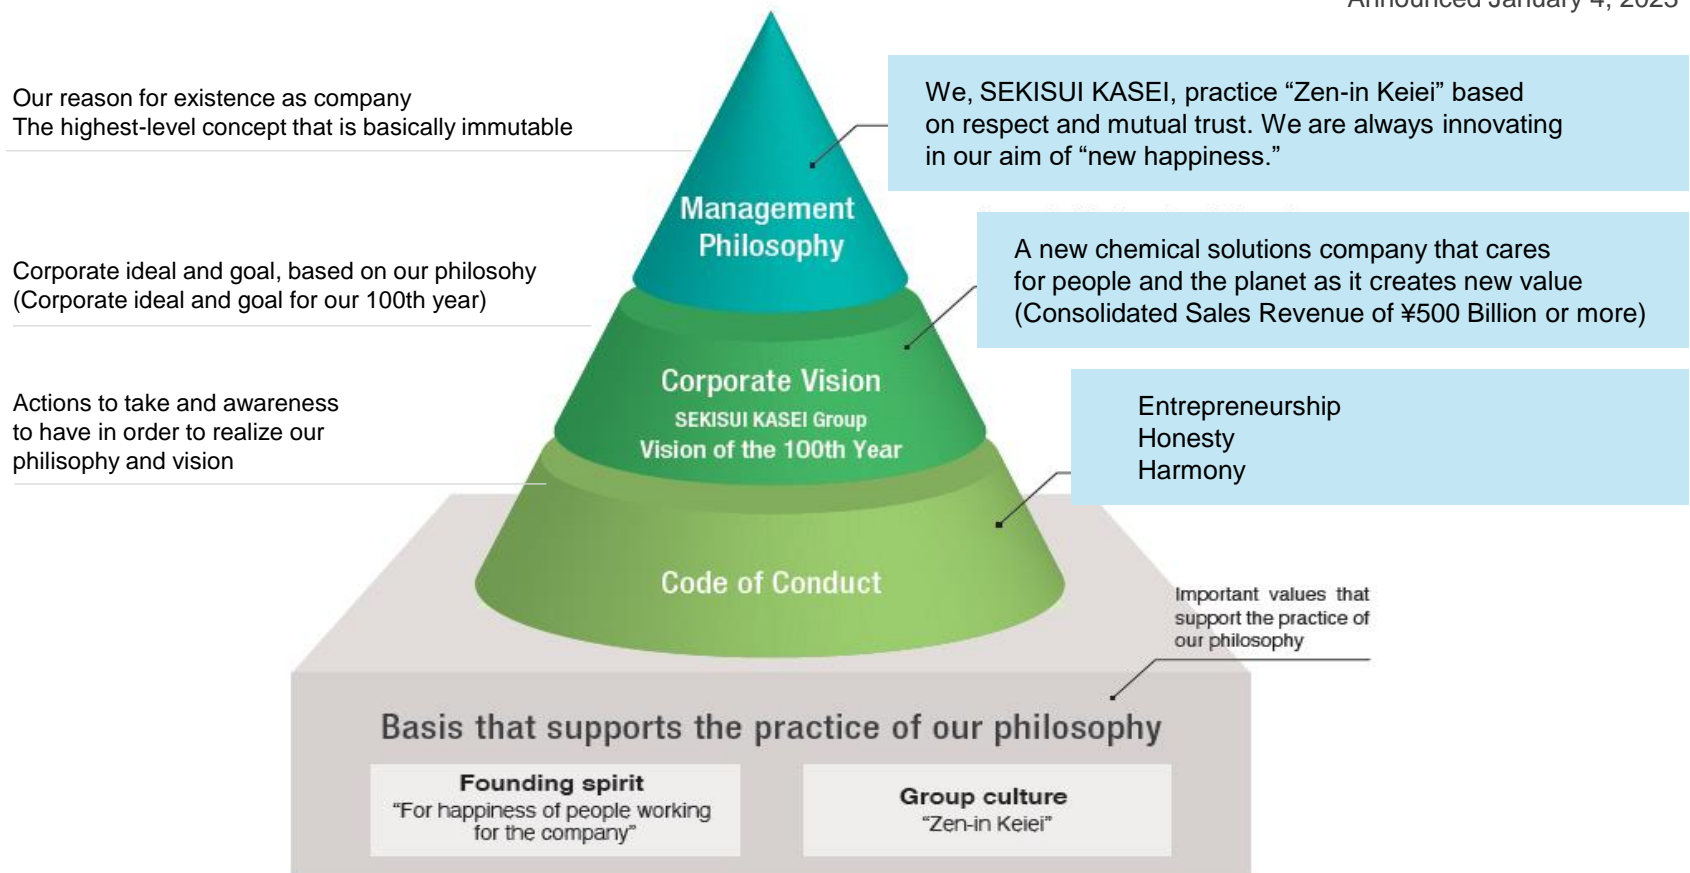 Announced January 4, 2023
Our reason for existence as company
The highest-level concept that is basically immutable
We, SEKISUI KASEI, practice “Zen-in Keiei” based
on respect and mutual trust. We are always innovating
in our aim of “new happiness.”
Management
Philosophy
Corporate ideal and goal, based on our philosohy
(Corporate ideal and goal for our 100th year)
A new chemical solutions company that cares
for people and the planet as it creates new value
(Consolidated Sales Revenue of ¥500 Billion or more)
Corporate Vision
SEKISUI KASEI Group
Vision of the 100th Year
Actions to take and awareness
to have in order to realize our
philisophy and vision
Entrepreneurship
Honesty
Harmony
Code of Conduct
Important values that
support the practice of
our philosophy
Basis that supports the practice of our philosophy
Founding spirit
“For happiness of people working
for the company”
Group culture
“Zen-in Keiei”